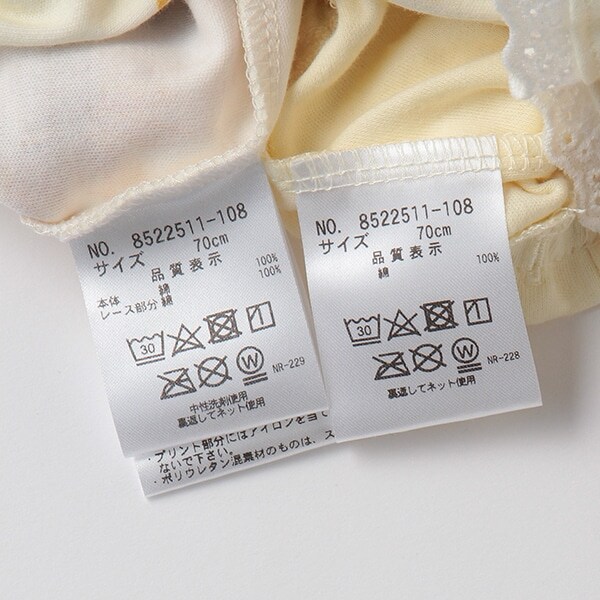 NO. 8522511-108
サイズ 70cm
品質表示
本体 綿 100%
レース部分 綿 100%
30
W
NR-229
中性洗剤使用
裏返してネット使用
・プリント部分にはアイロンを当て
ないで下さい。
・ポリウレタン混素材のものは、ス
NO. 8522511-108
サイズ 70cm
品質表示
綿 100%
30
W
NR-228
裏返してネット使用